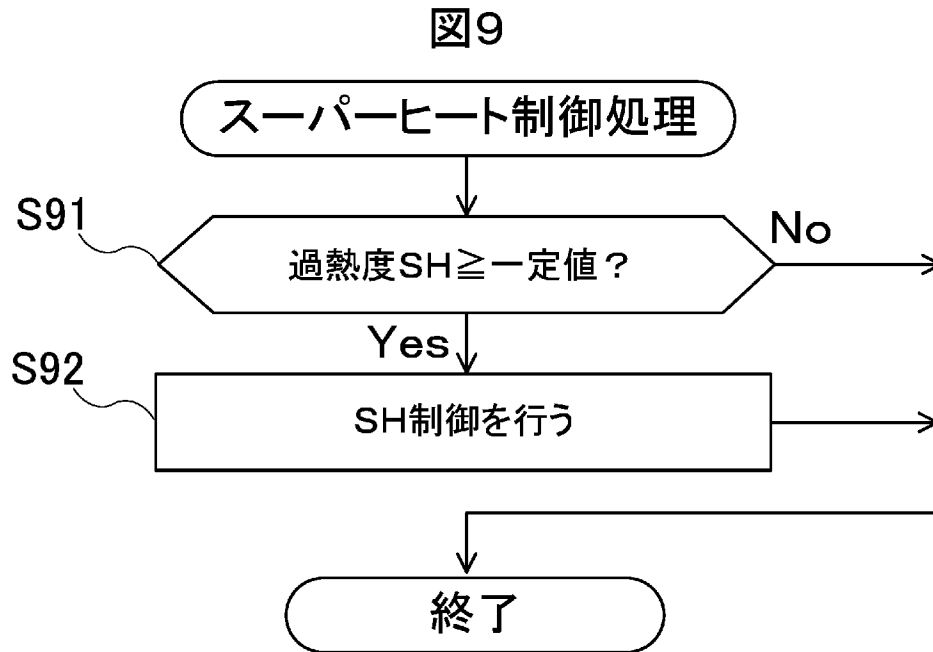 図9
スーパーヒート制御処理
S91
過熱度SH≧一定値？
No
Yes
S92
SH制御を行う
終了